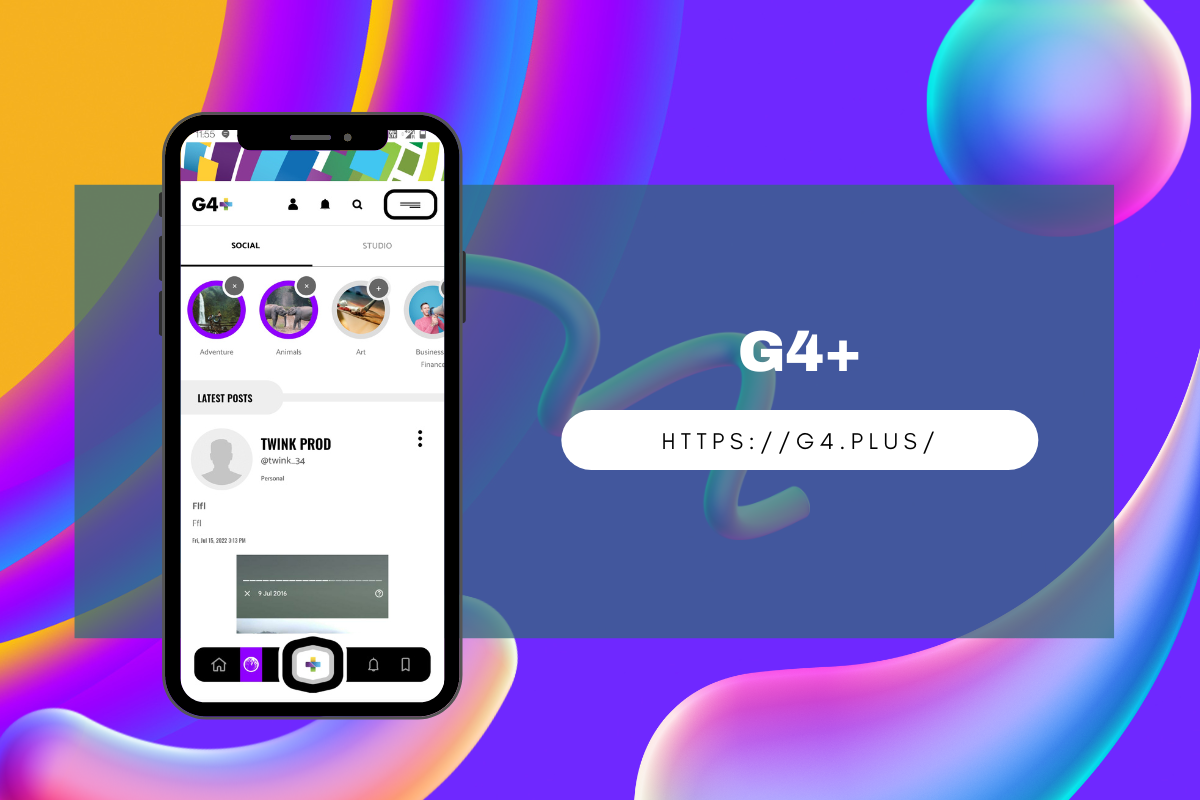 11:55
G4+
SOCIAL
STUDIO
Adventure
Animals
Art
Business
Finance
LATEST POSTS
TWINK PROD
@twink_34
Personal
Flfl
Ffl
Fri, Jul 15, 2022 3:13 PM
9 Jul 2016
G4+
HTTPS://G4.PLUS/